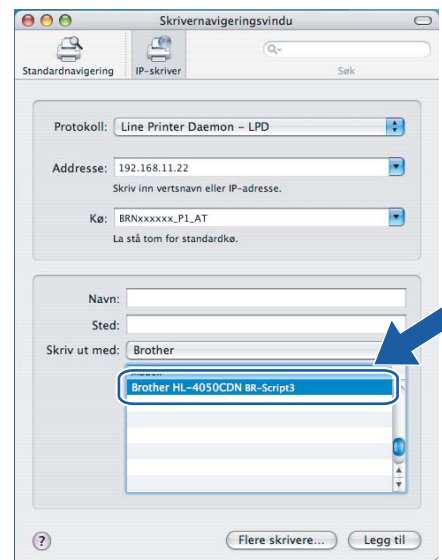 Skrivernavigeringsvindu
Standardnavigering
IP-skriver
Søk
Protokoll: Line Printer Daemon – LPD
Addresse: 192.168.11.22
Skriv inn vertsnavn eller IP-adresse.
Kø: BRNxxxxxx_P1_AT
La stå tom for standardkø.
Navn:
Sted:
Skriv ut med: Brother
Brother HL-4050CDN BR-Script3
? Flere skrivere... Legg til